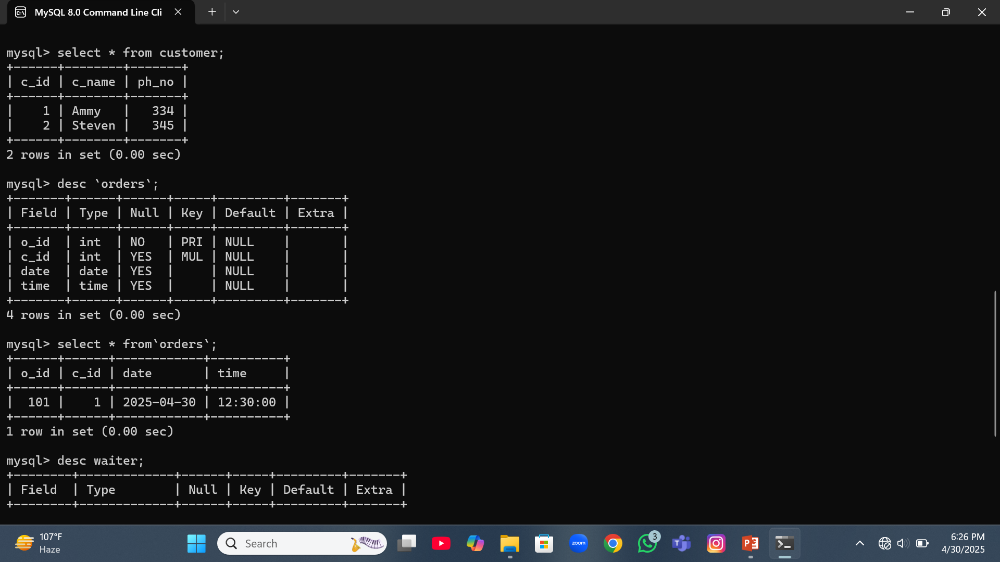 MySQL 8.0 Command Line Cli
mysql> select * from customer;
+------+--------+-------+
| c_id | c_name | ph_no |
+------+--------+-------+
|    1 | Ammy   |   334 |
|    2 | Steven |   345 |
+------+--------+-------+
2 rows in set (0.00 sec)
mysql> desc `orders`;
+-------+------+------+-----+---------+-------+
| Field | Type | Null | Key | Default | Extra |
+-------+------+------+-----+---------+-------+
| o_id  | int  | NO   | PRI | NULL    |       |
| c_id  | int  | YES  | MUL | NULL    |       |
| date  | date | YES  |     | NULL    |       |
| time  | time | YES  |     | NULL    |       |
+-------+------+------+-----+---------+-------+
4 rows in set (0.00 sec)
mysql> select * from`orders`;
+------+------+------------+----------+
| o_id | c_id | date       | time     |
+------+------+------------+----------+
|  101 |    1 | 2025-04-30 | 12:30:00 |
+------+------+------------+----------+
1 row in set (0.00 sec)
mysql> desc waiter;
+--------+-------------+------+-----+---------+-------+
| Field  | Type        | Null | Key | Default | Extra |
+--------+-------------+------+-----+---------+-------+
107°F
Haze
Search
zoom
3
6:26 PM
4/30/2025